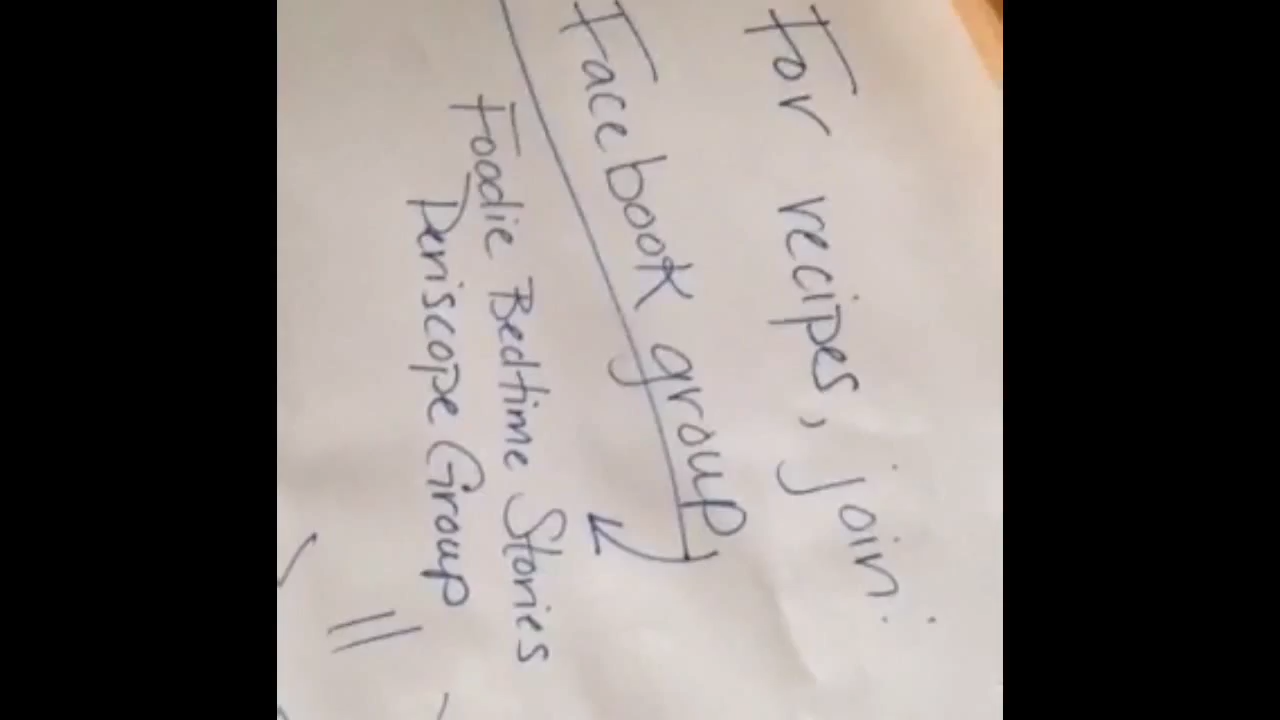 For recipes, join:
Facebook group
Foodie Bedtime Stories
Periscope Group